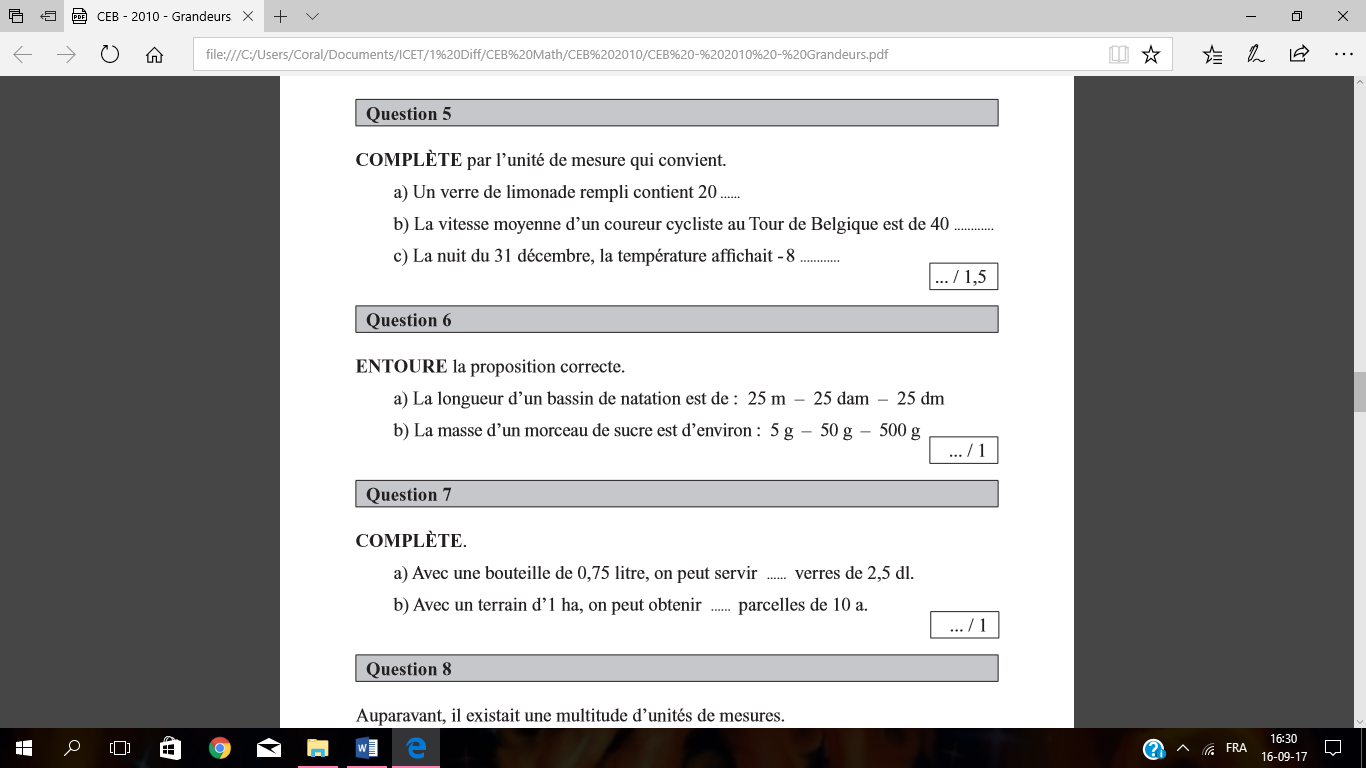 CEB - 2010 - Grandeurs
file:///C:/Users/Coral/Documents/ICET/1%20Diff/CEB%20Math/CEB%202010/CEB%20-%202010%20-%20Grandeurs.pdf
Question 5
COMPLÈTE par l’unité de mesure qui convient.
a) Un verre de limonade rempli contient 20 ......
b) La vitesse moyenne d’un coureur cycliste au Tour de Belgique est de 40 ............
c) La nuit du 31 décembre, la température affichait -8 ............
... / 1,5
Question 6
ENTOURE la proposition correcte.
a) La longueur d’un bassin de natation est de : 25 m – 25 dam – 25 dm
b) La masse d’un morceau de sucre est d’environ : 5 g – 50 g – 500 g
... / 1
Question 7
COMPLÈTE.
a) Avec une bouteille de 0,75 litre, on peut servir ...... verres de 2,5 dl.
b) Avec un terrain d’1 ha, on peut obtenir ...... parcelles de 10 a.
... / 1
Question 8
Auparavant, il existait une multitude d’unités de mesures.
FRA
16:30
16-09-17